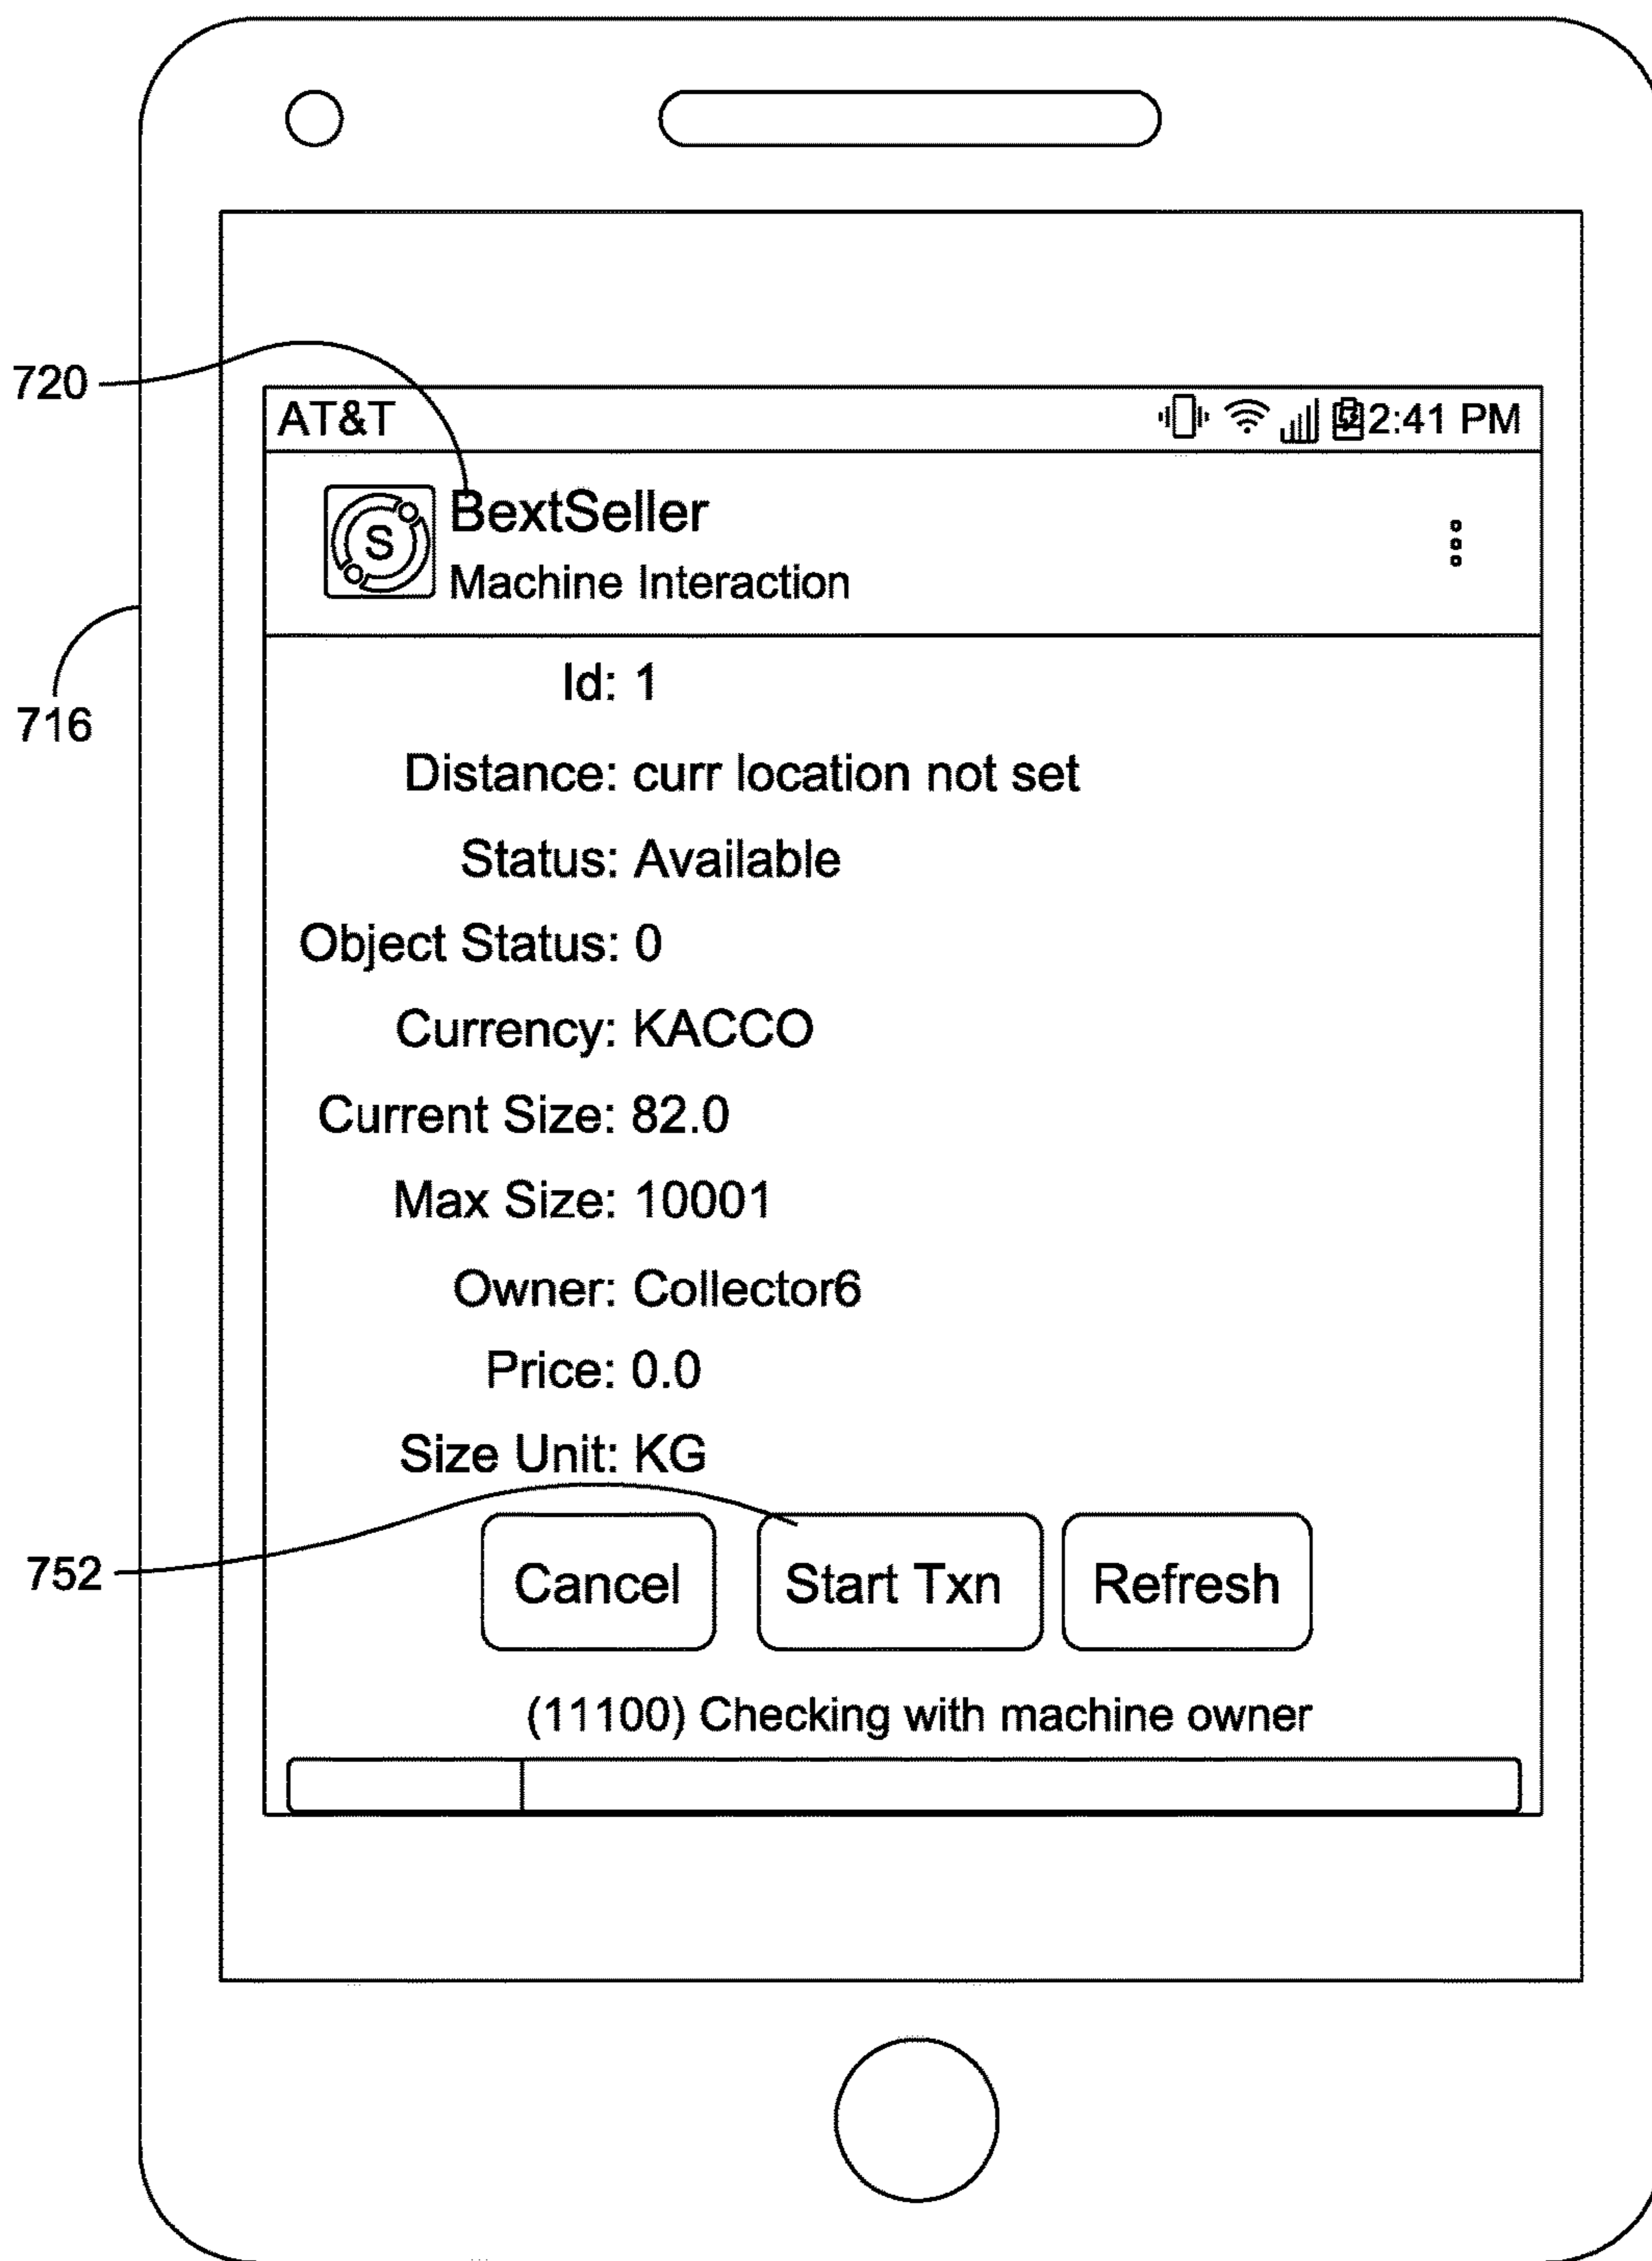 720
AT&T 2:41 PM
S
BextSeller
Machine Interaction
716
Id: 1
Distance: curr location not set
Status: Available
Object Status: 0
Currency: KACCO
Current Size: 82.0
Max Size: 10001
Owner: Collector6
Price: 0.0
Size Unit: KG
752
Cancel Start Txn Refresh
(11100) Checking with machine owner